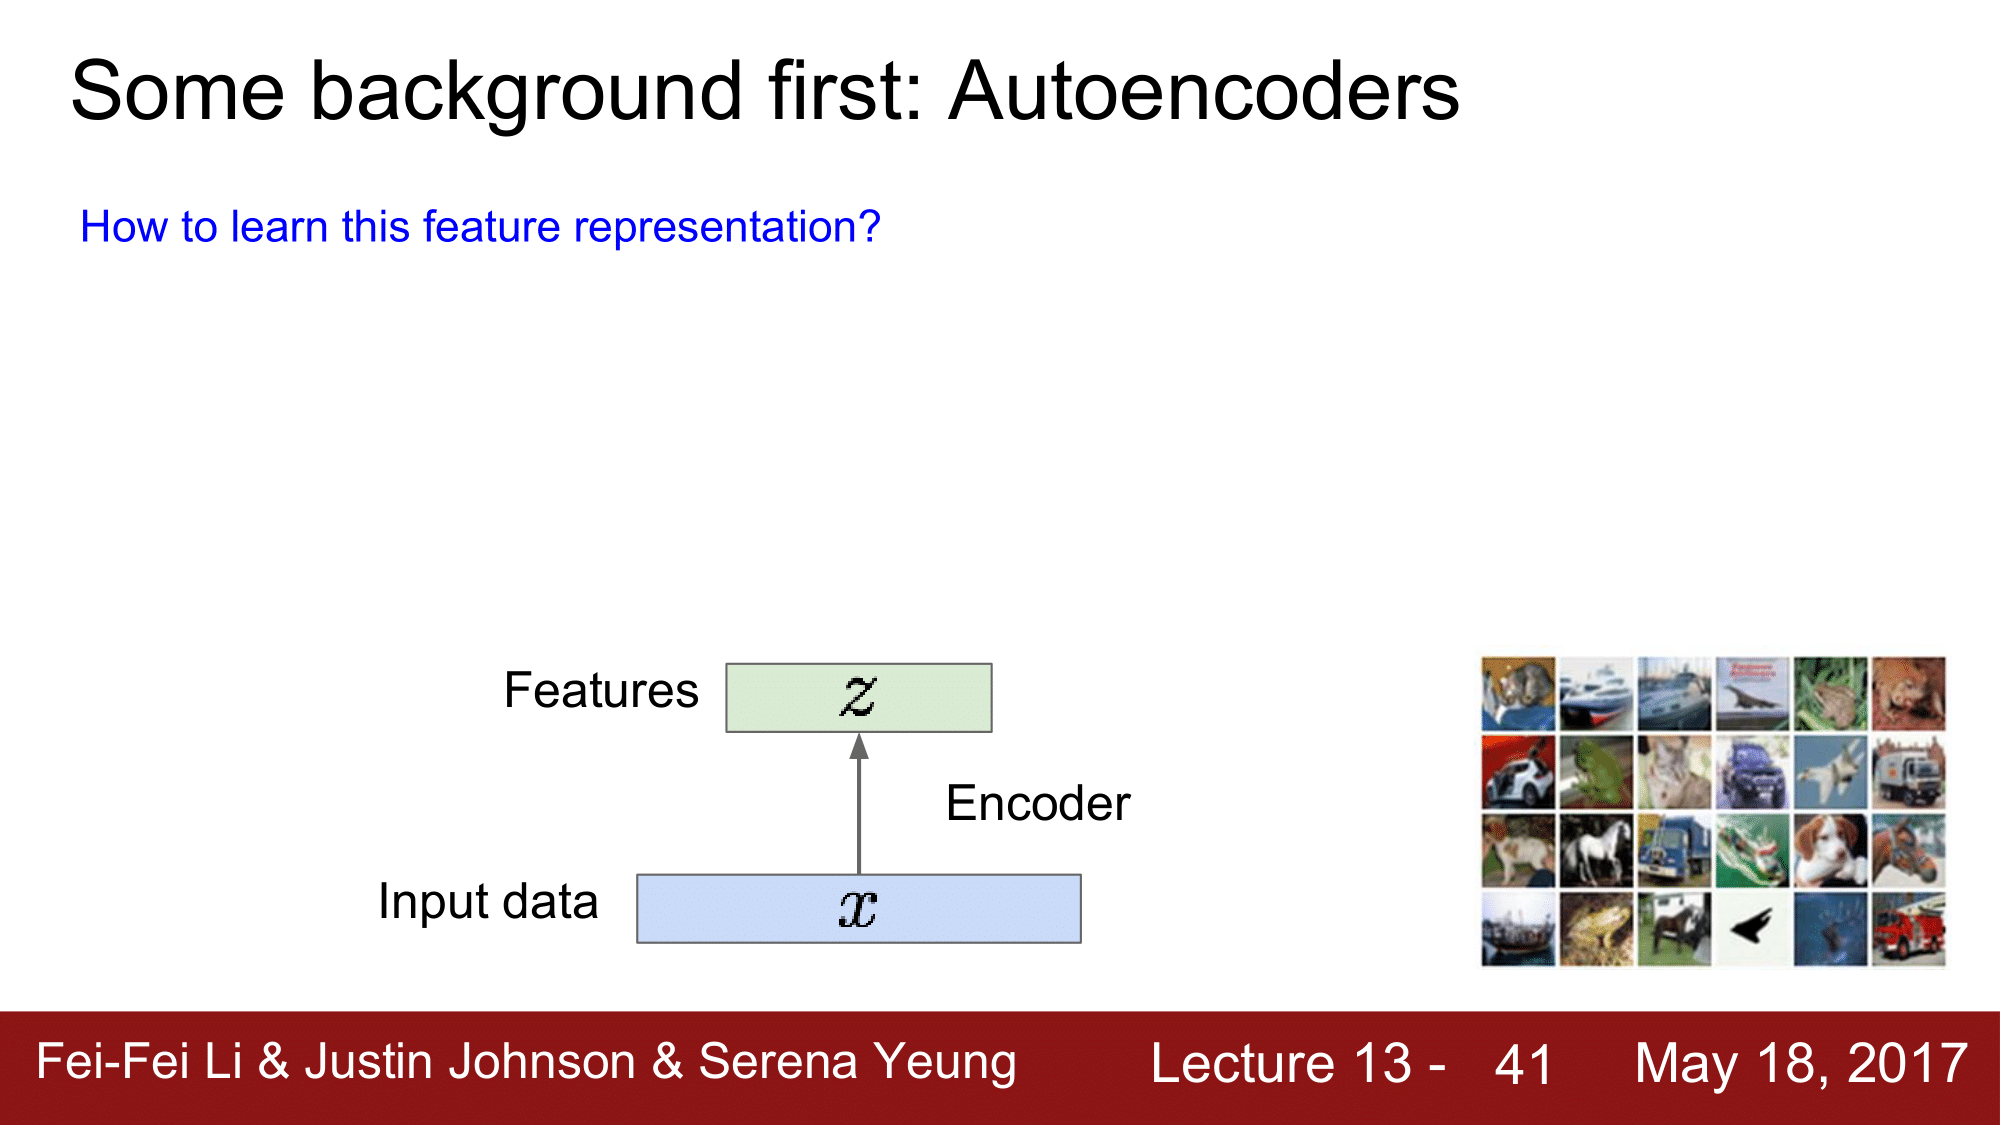 Some background first: Autoencoders
How to learn this feature representation?
Features z
Encoder
Input data x
Fei-Fei Li & Justin Johnson & Serena Yeung Lecture 13 - 41 May 18, 2017